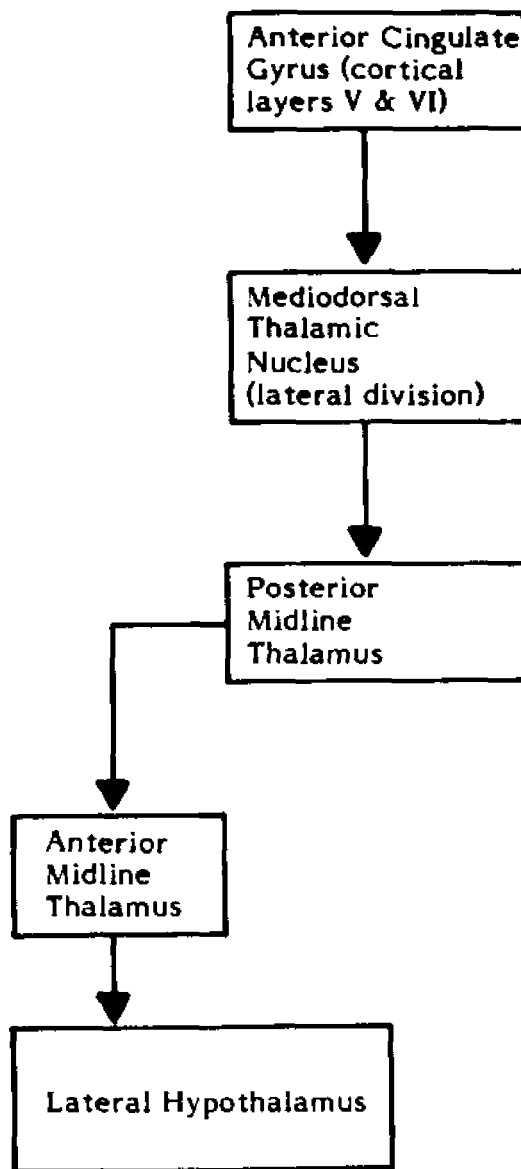 Anterior Cingulate
Gyrus (cortical
layers V & VI)
Mediodorsal
Thalamic
Nucleus
(lateral division)
Posterior
Midline
Thalamus
Anterior
Midline
Thalamus
Lateral Hypothalamus